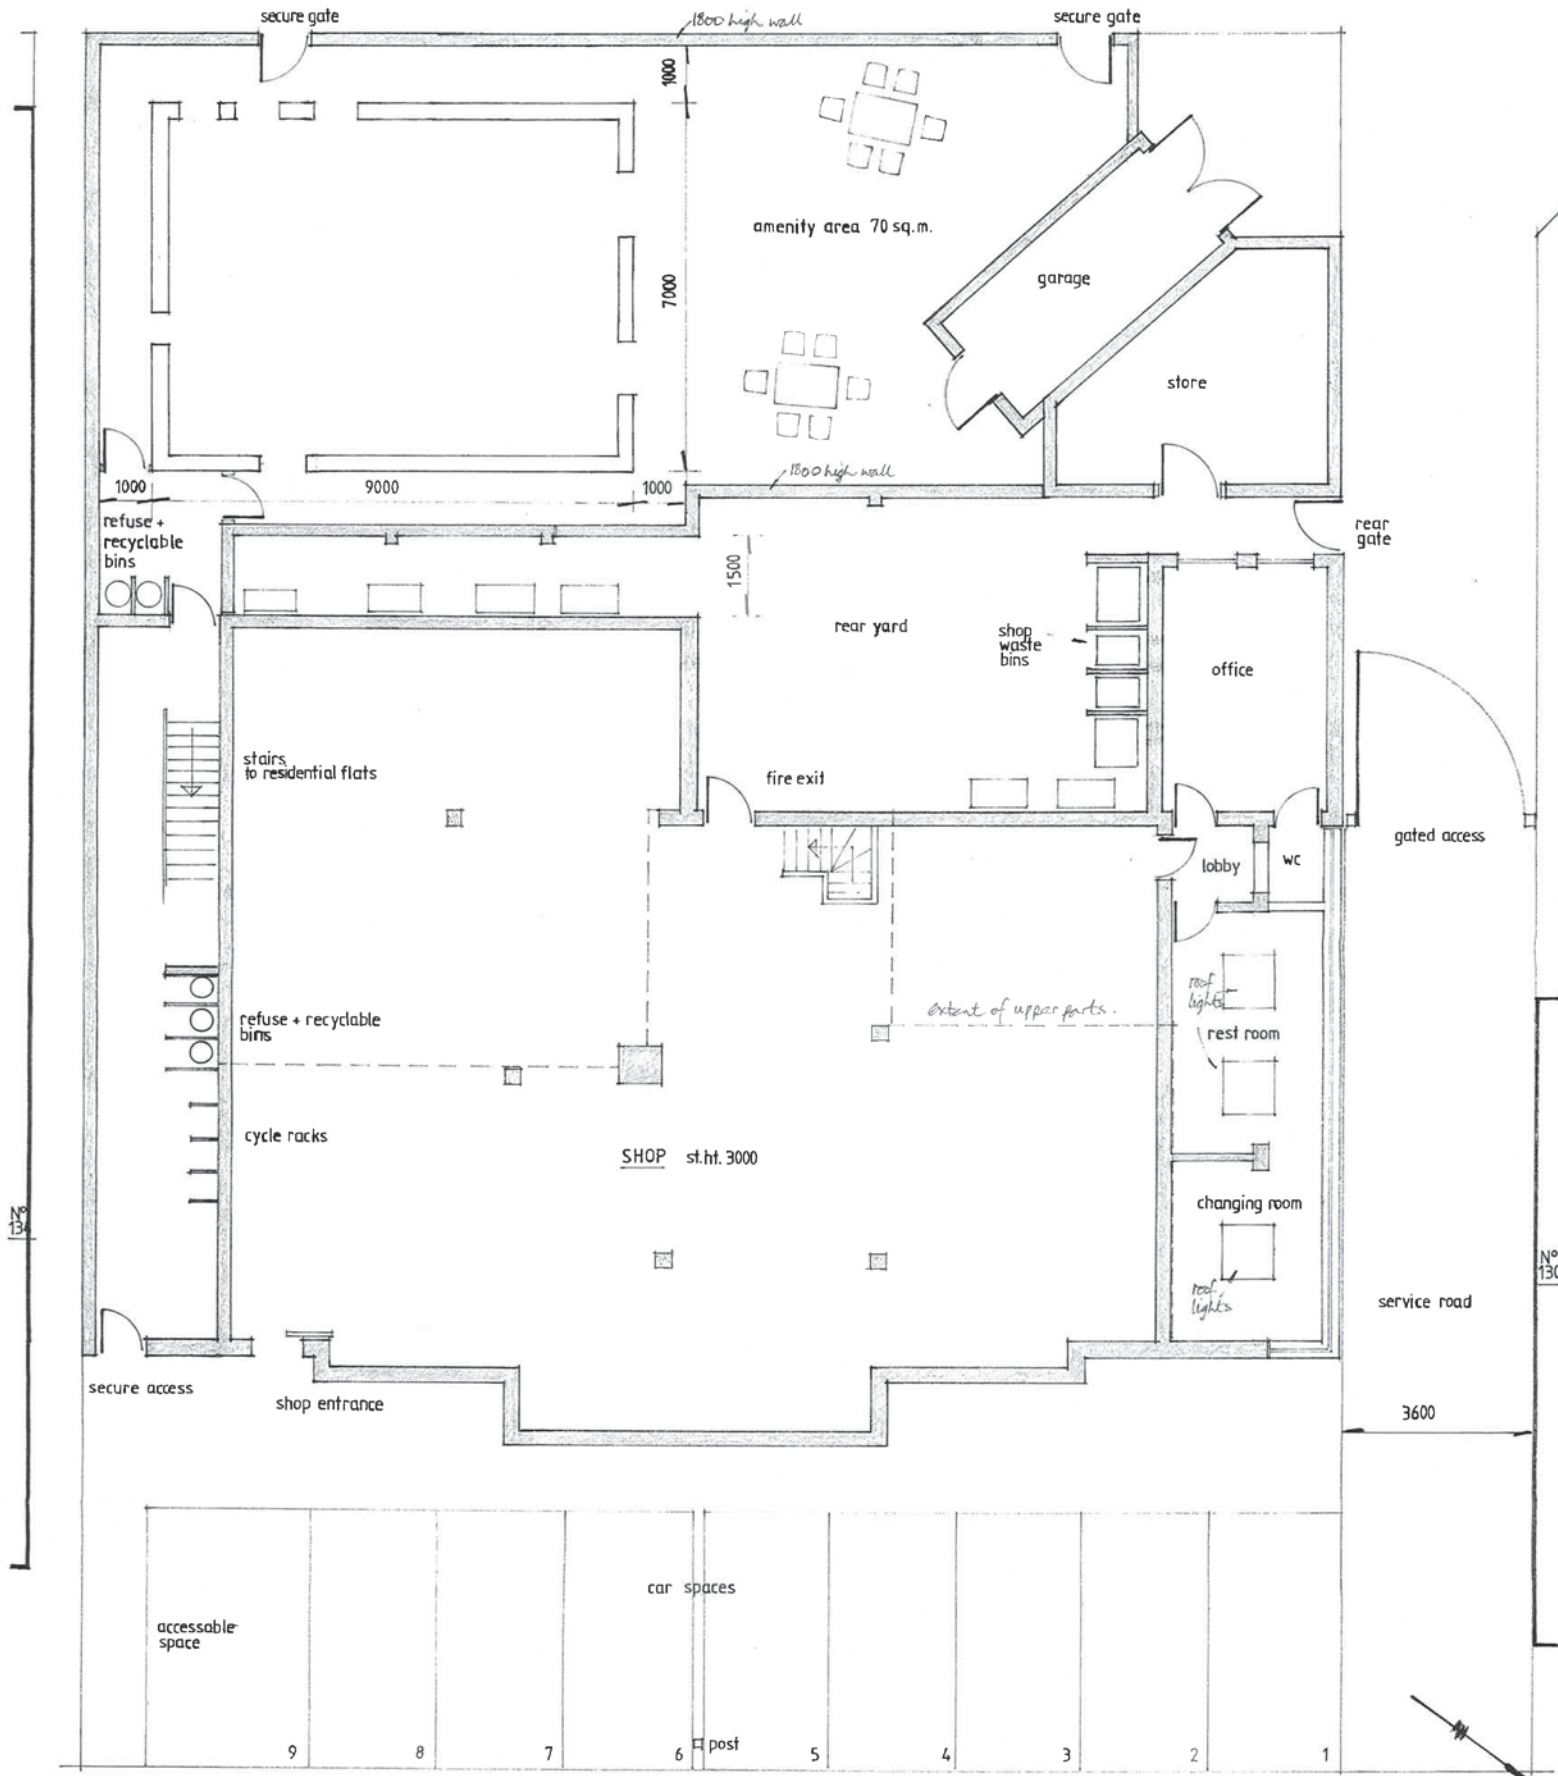 secure gate
1800 high wall
secure gate
1000
amenity area 70 sq.m.
garage
7000
store
1800 high wall
1000
9000
1000
refuse +
recyclable
bins
rear
gate
1500
rear yard
shop
waste
bins
office
stairs
to residential flats
fire exit
gated access
lobby
wc
roof
lights
extent of upper parts.
refuse + recyclable
bins
rest room
cycle racks
SHOP st.ht. 3000
changing room
Nº
134
Nº
130
roof
lights
service road
secure access
shop entrance
3600
car spaces
accessable
space
9
8
7
6
post
5
4
3
2
1
N